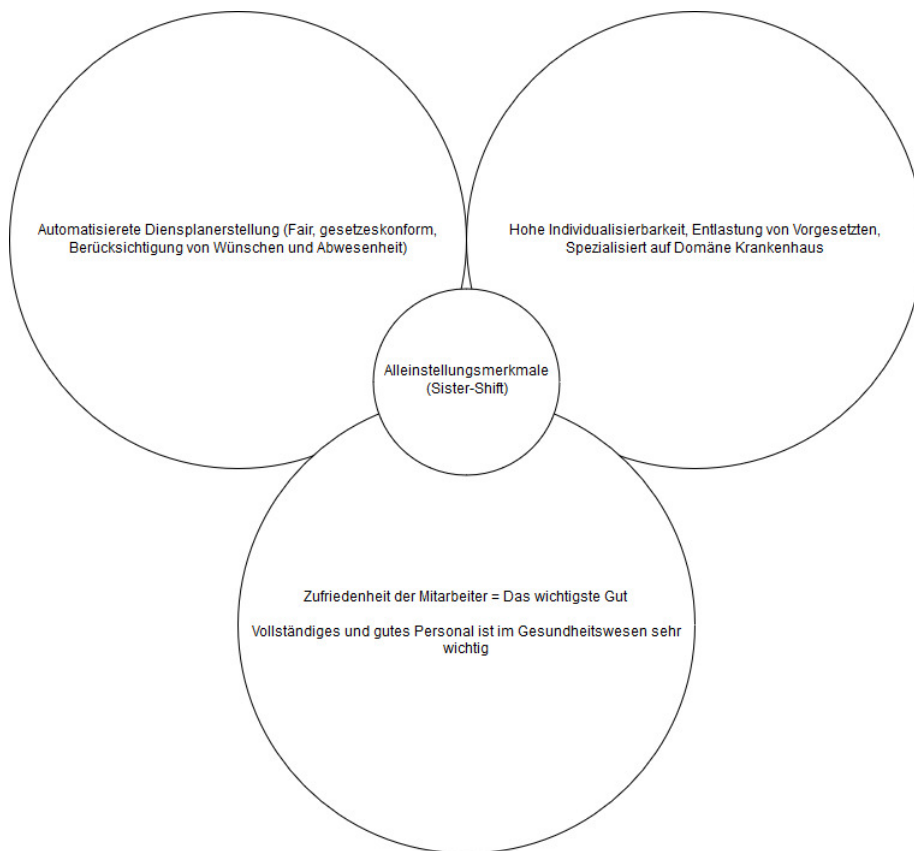 Automatisierete Diensplanerstellung (Fair, gesetzeskonform,
Berücksichtigung von Wünschen und Abwesenheit)
Hohe Individualisierbarkeit, Entlastung von Vorgesetzten,
Spezialisiert auf Domäne Krankenhaus
Alleinstellungsmerkmale
(Sister-Shift)
Zufriedenheit der Mitarbeiter = Das wichtigste Gut
Vollständiges und gutes Personal ist im Gesundheitswesen sehr
wichtig